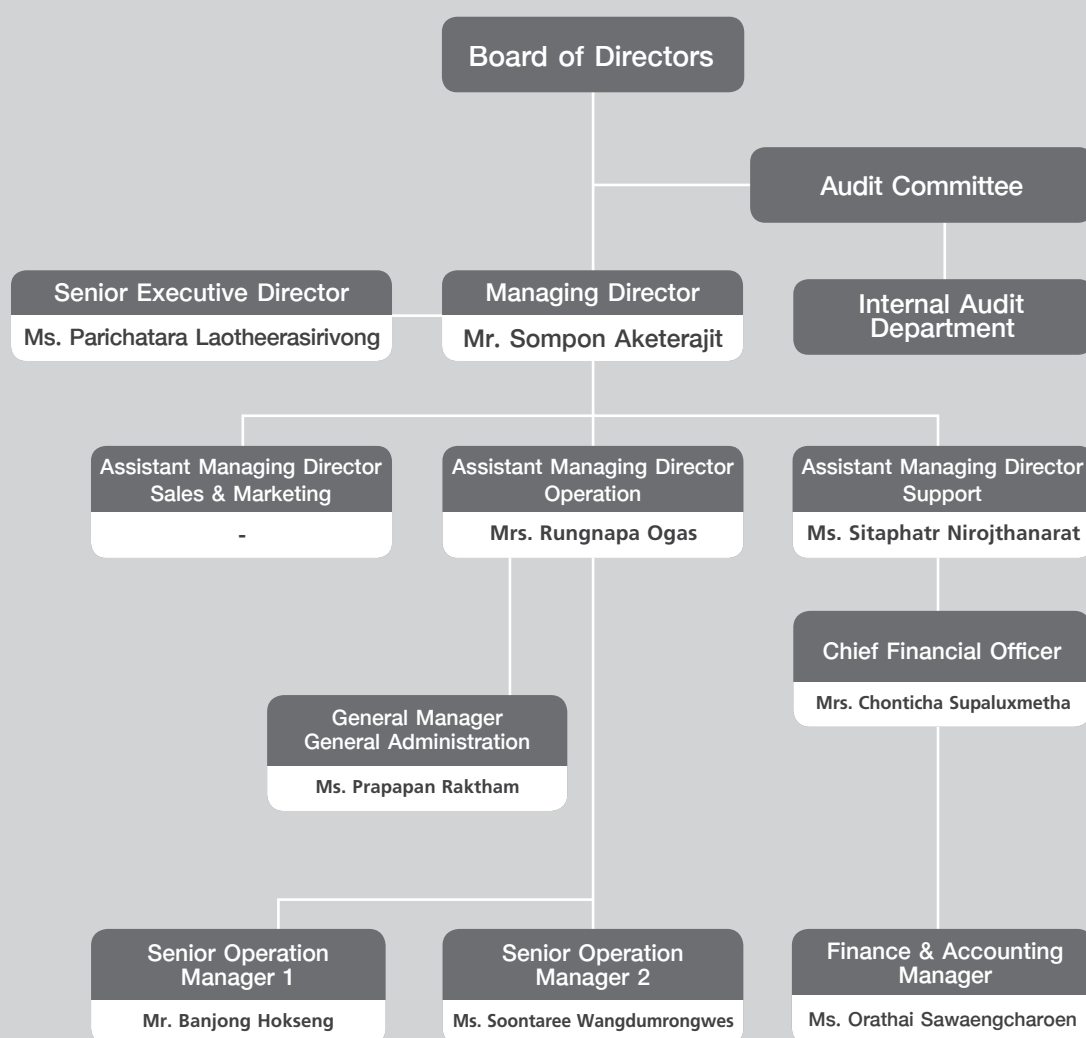 Board of Directors
Audit Committee
Senior Executive Director
Ms. Parichatara Laotheerasirivong
Managing Director
Mr. Sompon Aketerajit
Internal Audit
Department
Assistant Managing Director
Sales & Marketing
-
Assistant Managing Director
Operation
Mrs. Rungnapa Ogas
Assistant Managing Director
Support
Ms. Sitaphatr Nirojthanarat
Chief Financial Officer
Mrs. Chonticha Supaluxmetha
General Manager
General Administration
Ms. Prapapan Raktham
Senior Operation
Manager 1
Mr. Banjong Hokseng
Senior Operation
Manager 2
Ms. Soontaree Wangdumrongwes
Finance & Accounting
Manager
Ms. Orathai Sawaengcharoen